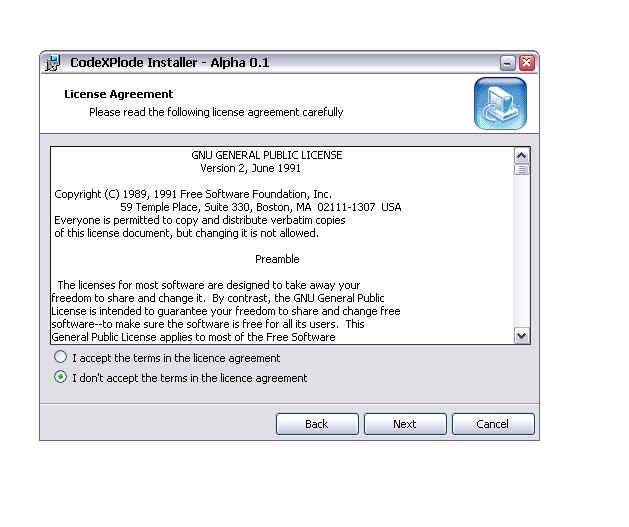 CodeXPlode Installer - Alpha 0.1
License Agreement
Please read the following license agreement carefully
GNU GENERAL PUBLIC LICENSE
Version 2, June 1991
Copyright (C) 1989, 1991 Free Software Foundation, Inc.
59 Temple Place, Suite 330, Boston, MA  02111-1307  USA
Everyone is permitted to copy and distribute verbatim copies
of this license document, but changing it is not allowed.
Preamble
The licenses for most software are designed to take away your
freedom to share and change it.  By contrast, the GNU General Public
License is intended to guarantee your freedom to share and change free
software--to make sure the software is free for all its users.  This
General Public License applies to most of the Free Software
I accept the terms in the licence agreement
I don't accept the terms in the licence agreement
Back
Next
Cancel